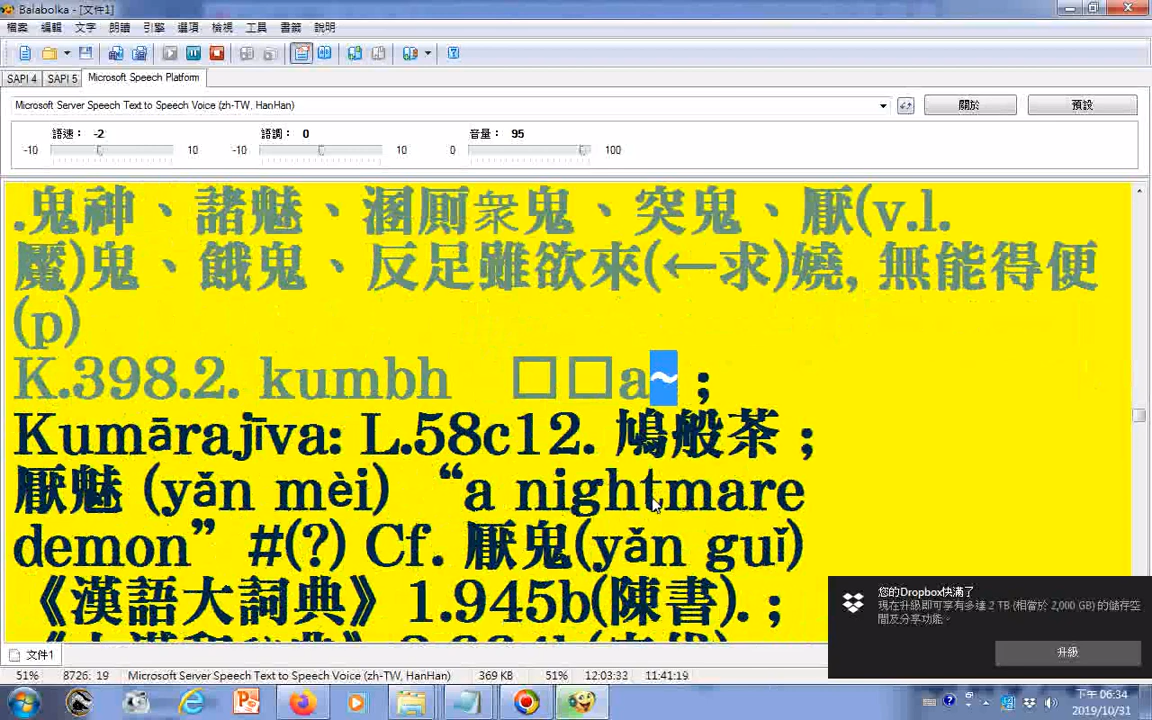 Balabolka - [文件1]
檔案 編輯 文字 朗讀 引擎 選項 檢視 工具 書籤 說明
SAPI 4 SAPI 5 Microsoft Speech Platform
Microsoft Server Speech Text to Speech Voice (zh-TW, HanHan) 關於 預設
語速： -2 語調： 0 音量： 95
-10 10 -10 10 0 100
.鬼神、諸魅、溷厠衆鬼、突鬼、厭(v.l.
魘)鬼、餓鬼、反足雖欲來(←求)嬈, 無能得便
(p)
K.398.2. kumbh □□a~ ；
Kumārajīva: L.58c12. 鳩般荼；
厭魅 (yǎn mèi) “a nightmare
demon” #(?) Cf. 厭鬼(yǎn guǐ)
《漢語大詞典》 1.945b(陳書).；
您的Dropbox快滿了
現在升級即可享有多達 2 TB (相當於 2,000 GB) 的儲存空
間及分享功能。
升級
文件1
51% 8726: 19 Microsoft Server Speech Text to Speech Voice (zh-TW, HanHan) 369 KB 51% 12:03:33 11:41:19
下午 06:34
2019/10/31